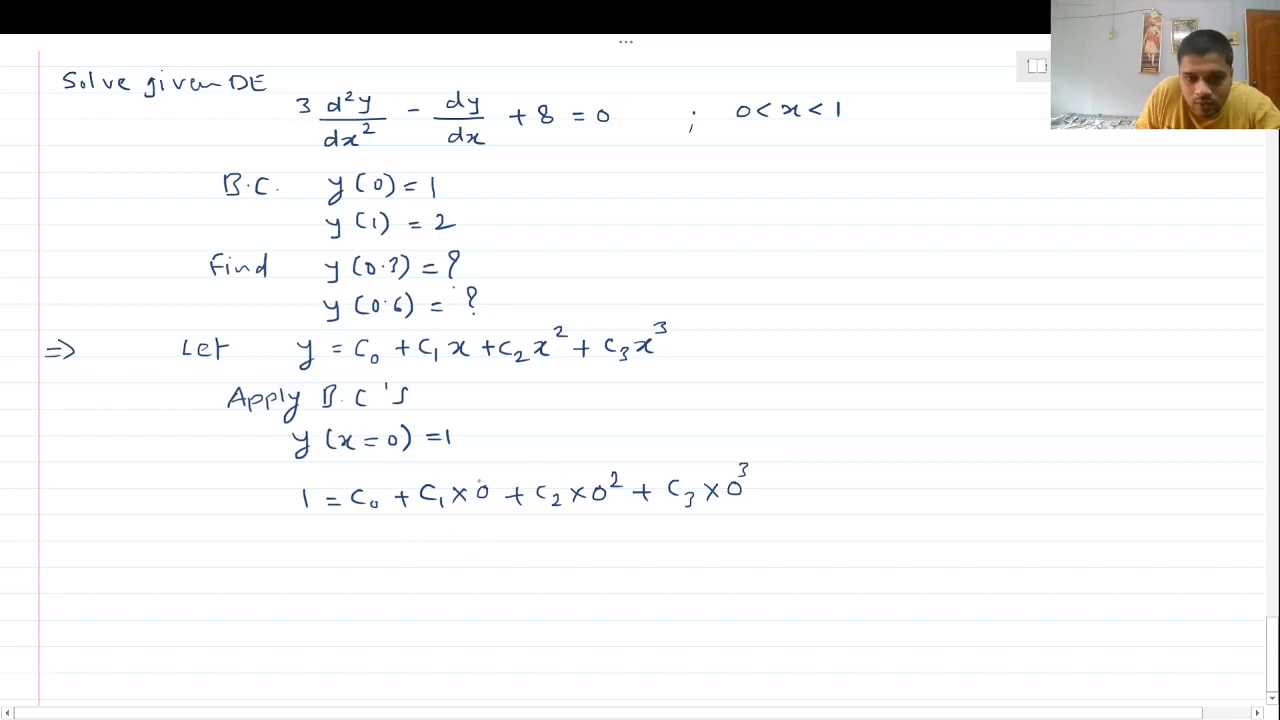 Solve given DE
3 d²y/dx² - dy/dx + 8 = 0 ; 0 < x < 1
B.C. y(0) = 1
y(1) = 2
Find y(0.3) = ?
y(0.6) = ?
⇒ Let y = C₀ + C₁x + C₂x² + C₃x³
Apply B.C's
y(x=0) = 1
1 = C₀ + C₁×0 + C₂×0² + C₃×0³